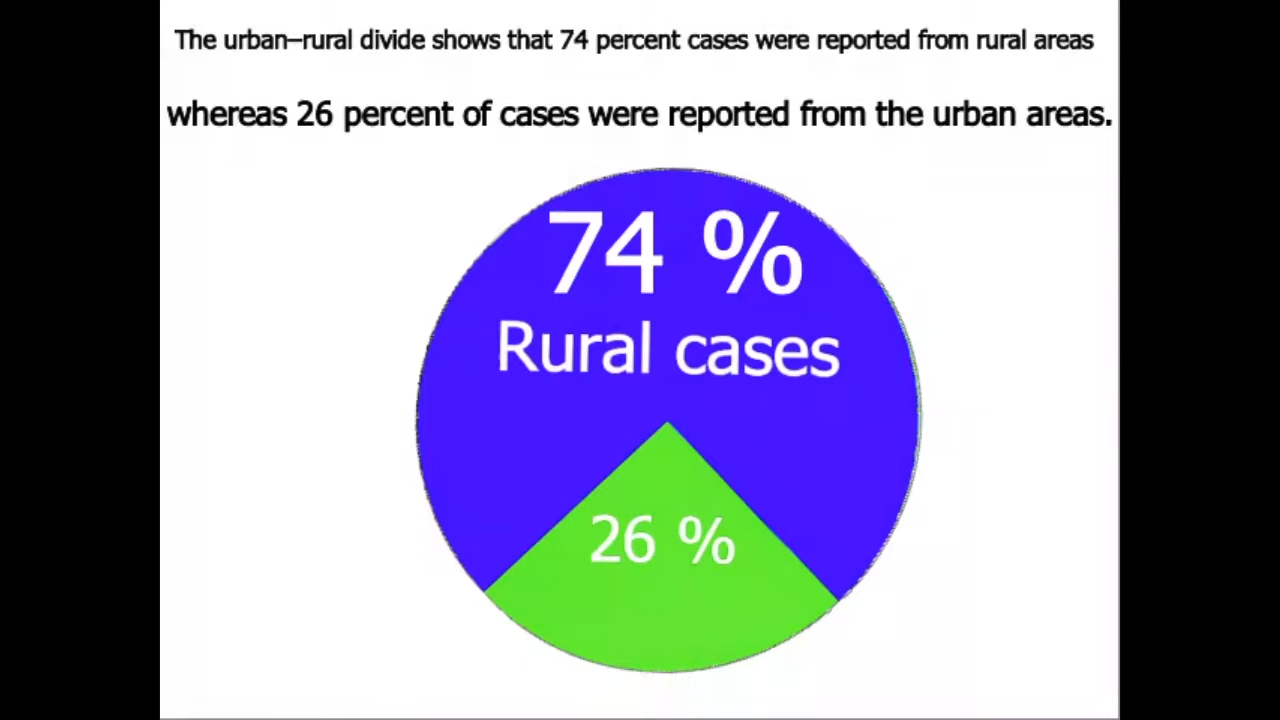 The urban–rural divide shows that 74 percent cases were reported from rural areas
whereas 26 percent of cases were reported from the urban areas.
74 %
Rural cases
26 %